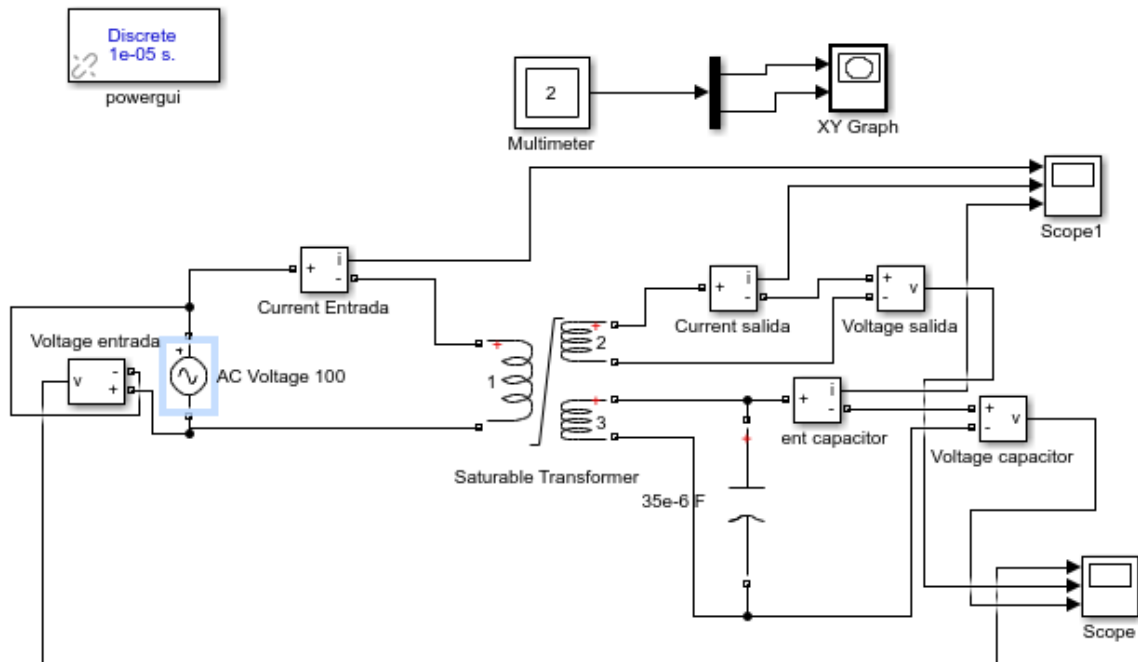 Discrete
1e-05 s.
powergui
2
Multimeter
XY Graph
Scope1
+
i
-
Current Entrada
+
i
-
Current salida
+
-
v
Voltage salida
Voltage entrada
v
-
+
+
AC Voltage 100
+
1
+
2
+
3
Saturable Transformer
+
i
-
ent capacitor
+
-
v
Voltage capacitor
+
35e-6 F
Scope